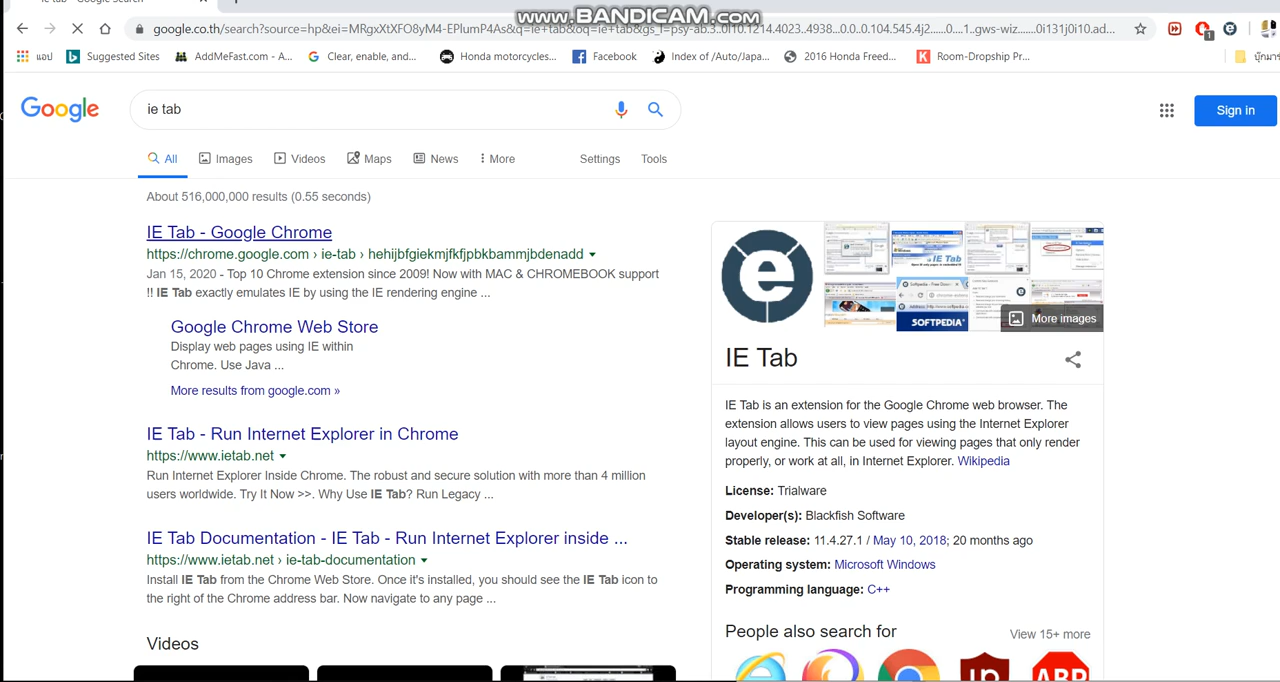 ie tab - Google Search
www.BANDICAM.com
google.co.th/search?source=hp&ei=MRgxXtXFO8yM4-EPlumP4As&q=ie+tab&oq=ie+tab&gs_l=psy-ab.3..0l10.1214.4023..4938...0.0..0.104.545.4j2......0....1..gws-wiz.......0i131j0i10.ad...
1
แอป
Suggested Sites
AddMeFast.com - A...
Clear, enable, and...
Honda motorcycles...
Facebook
Index of /Auto/Japa...
2016 Honda Freed...
Room-Dropship Pr...
Google
ie tab
Sign in
All
Images
Videos
Maps
News
More
Settings
Tools
About 516,000,000 results (0.55 seconds)
IE Tab - Google Chrome
https://chrome.google.com › ie-tab › hehijbfgiekmjfkfjpbkbammjbdenadd
Jan 15, 2020 - Top 10 Chrome extension since 2009! Now with MAC & CHROMEBOOK support
!! IE Tab exactly emulates IE by using the IE rendering engine ...
Google Chrome Web Store
Display web pages using IE within
Chrome. Use Java ...
More results from google.com »
IE Tab - Run Internet Explorer in Chrome
https://www.ietab.net
Run Internet Explorer Inside Chrome. The robust and secure solution with more than 4 million
users worldwide. Try It Now >>. Why Use IE Tab? Run Legacy ...
IE Tab Documentation - IE Tab - Run Internet Explorer inside ...
https://www.ietab.net › ie-tab-documentation
Install IE Tab from the Chrome Web Store. Once it's installed, you should see the IE Tab icon to
the right of the Chrome address bar. Now navigate to any page ...
Videos
IE Tab
SOFTPEDIA
More images
IE Tab
IE Tab is an extension for the Google Chrome web browser. The
extension allows users to view pages using the Internet Explorer
layout engine. This can be used for viewing pages that only render
properly, or work at all, in Internet Explorer. Wikipedia
License: Trialware
Developer(s): Blackfish Software
Stable release: 11.4.27.1 / May 10, 2018; 20 months ago
Operating system: Microsoft Windows
Programming language: C++
People also search for
View 15+ more
ABP